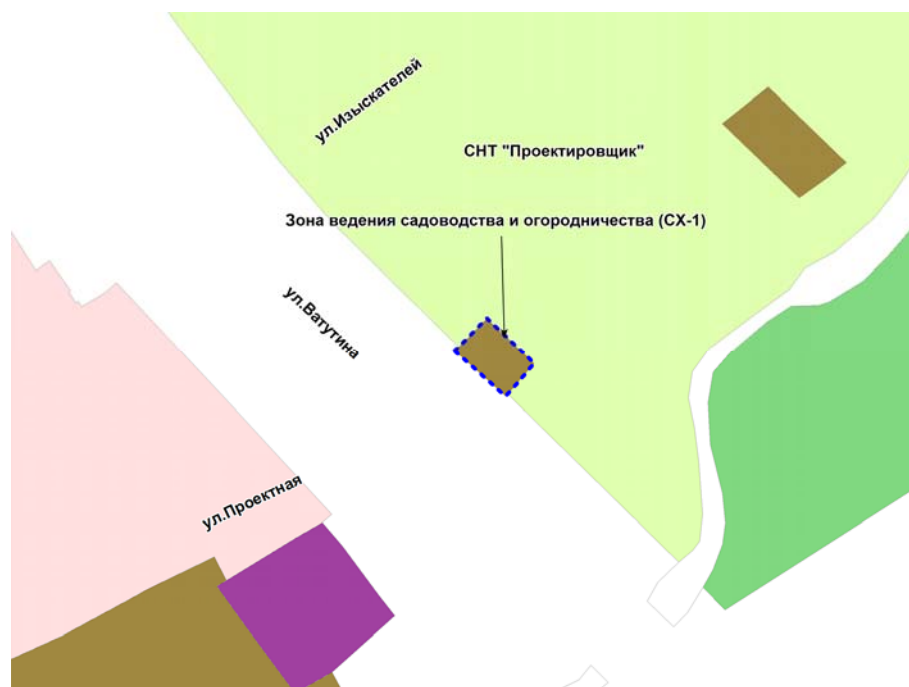 ул.Изыскателей
СНТ "Проектировщик"
Зона ведения садоводства и огородничества (СХ-1)
ул.Ватутина
ул.Проектная